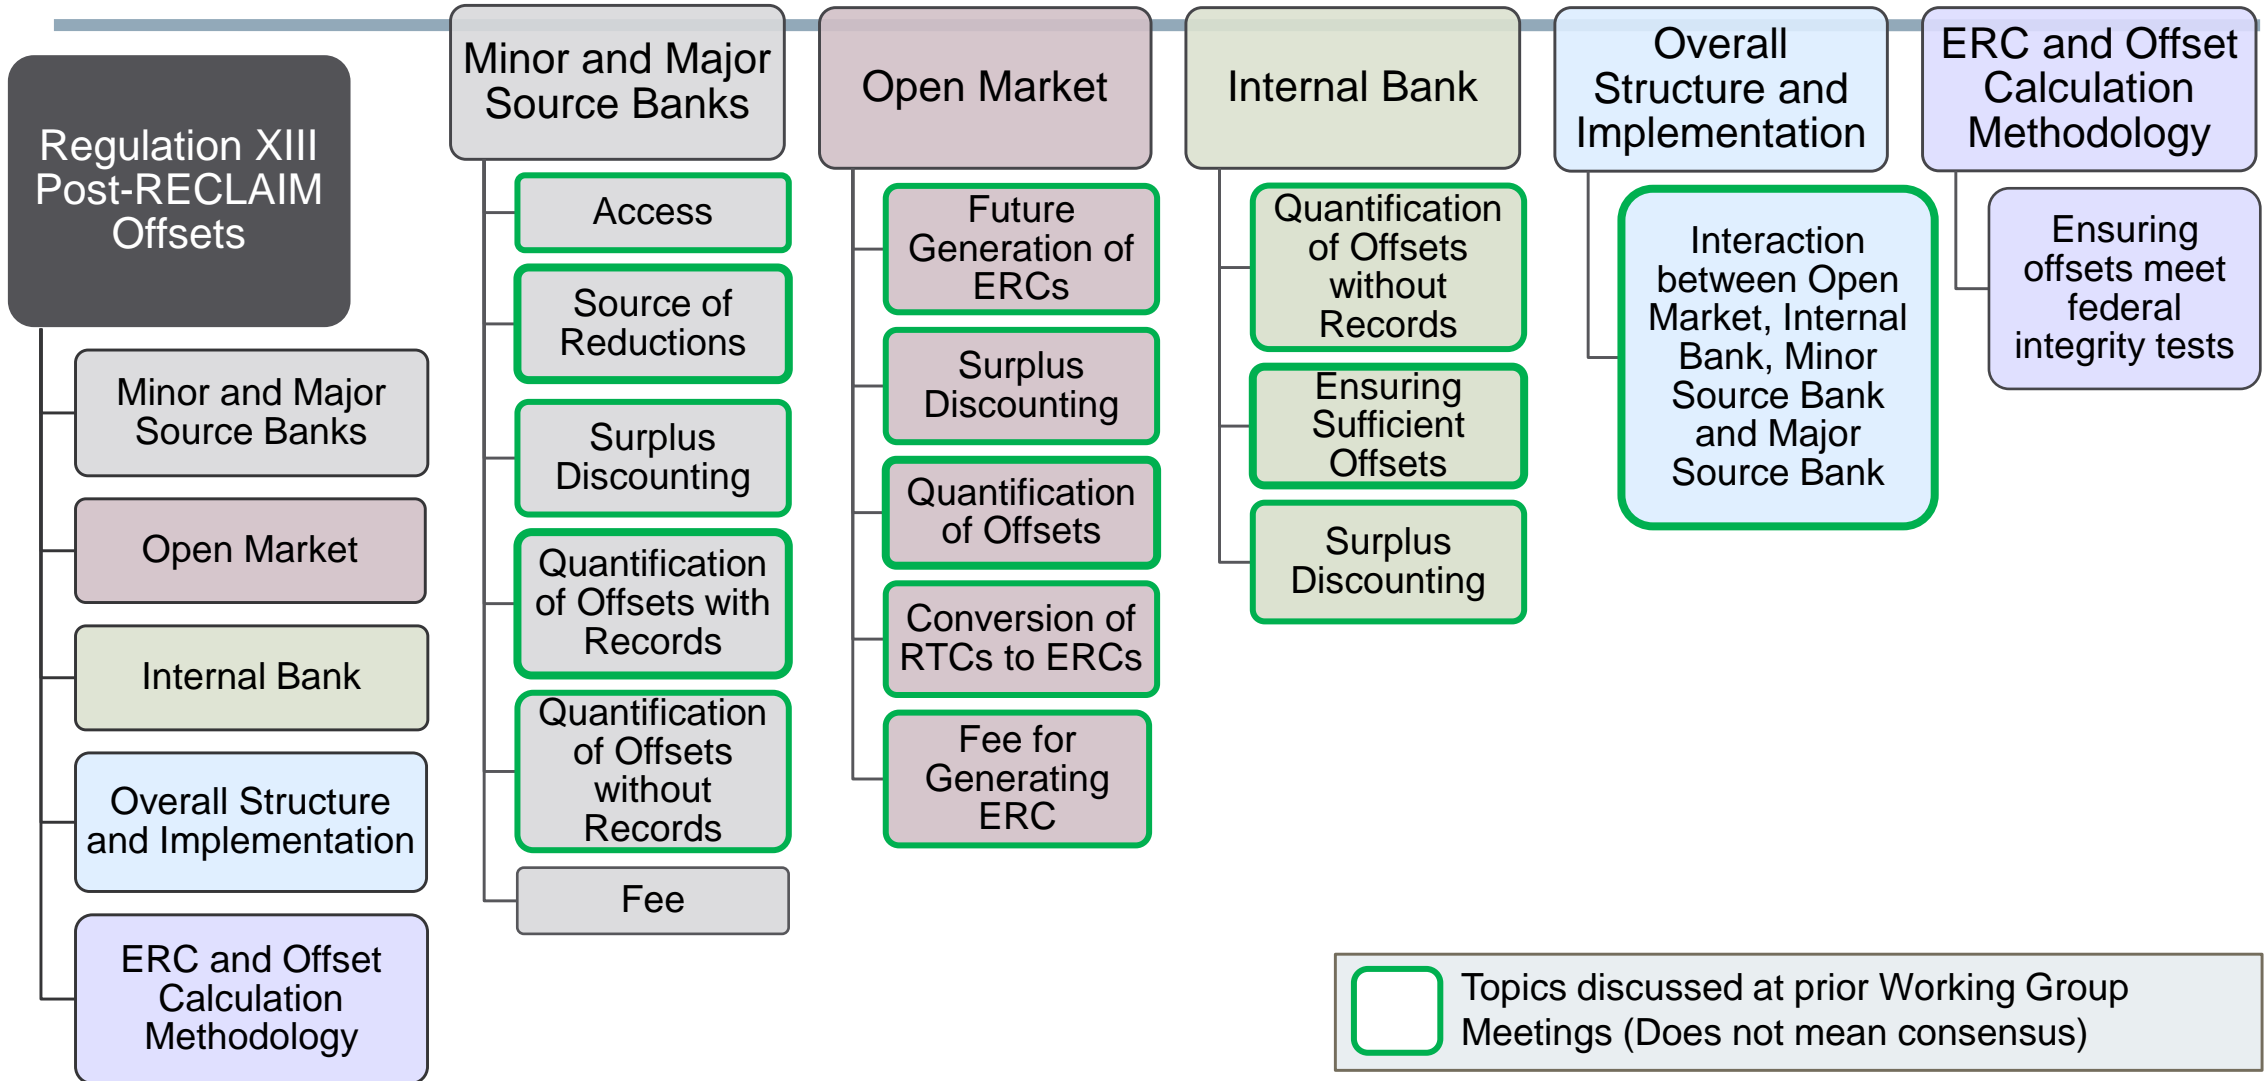 Regulation XIII
Post-RECLAIM
Offsets
Minor and Major
Source Banks
Open Market
Internal Bank
Overall Structure
and Implementation
ERC and Offset
Calculation
Methodology
Minor and Major
Source Banks
Access
Source of
Reductions
Surplus
Discounting
Quantification
of Offsets with
Records
Quantification
of Offsets
without
Records
Fee
Open Market
Future
Generation of
ERCs
Surplus
Discounting
Quantification
of Offsets
Conversion of
RTCs to ERCs
Fee for
Generating
ERC
Internal Bank
Quantification
of Offsets
without
Records
Ensuring
Sufficient
Offsets
Surplus
Discounting
Overall
Structure and
Implementation
Interaction
between Open
Market, Internal
Bank, Minor
Source Bank
and Major
Source Bank
ERC and Offset
Calculation
Methodology
Ensuring
offsets meet
federal
integrity tests
Topics discussed at prior Working Group
Meetings (Does not mean consensus)